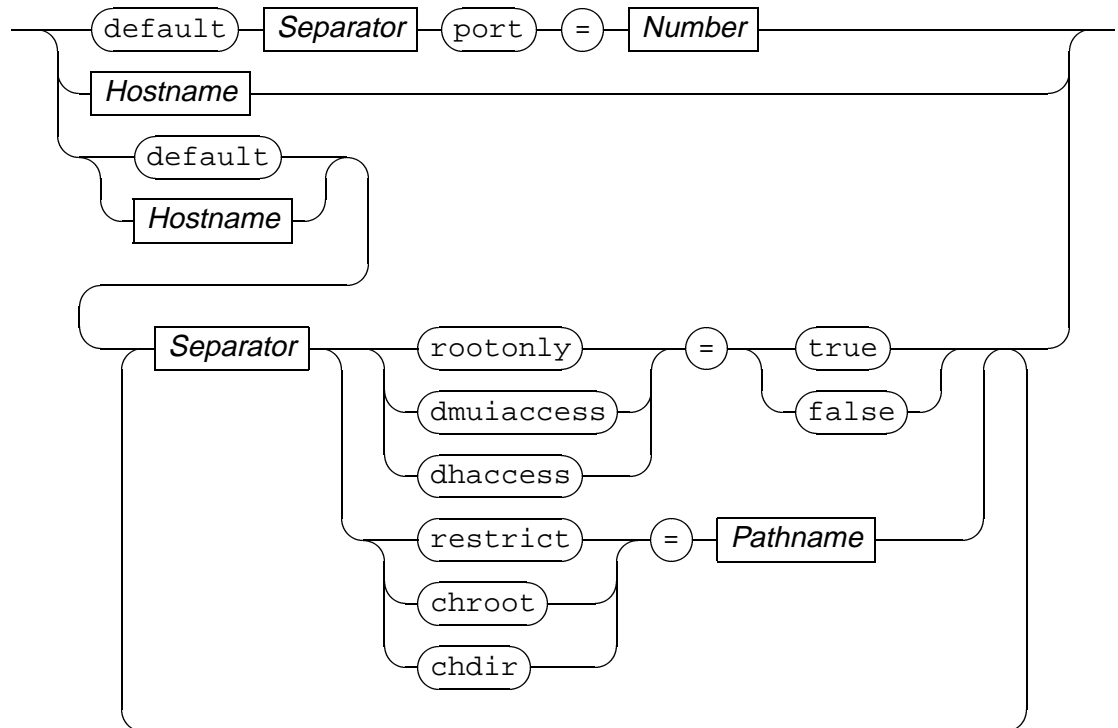 default Separator port = Number
Hostname
default
Hostname
Separator rootonly = true
dmuiaccess false
dhaccess
restrict = Pathname
chroot
chdir